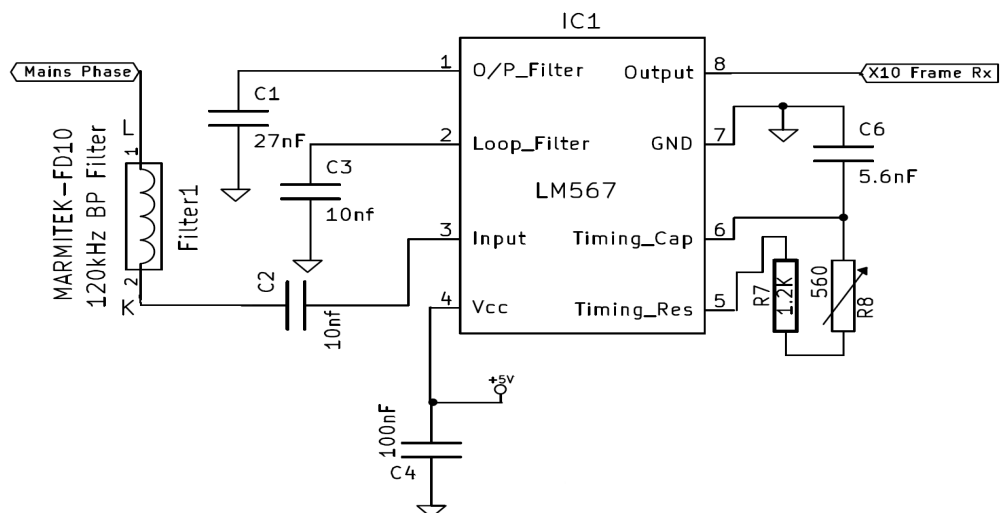 IC1
Mains Phase
1
O/P_Filter
Output
8
X10 Frame Rx
C1
27nF
2
Loop_Filter
GND
7
C6
5.6nF
C3
10nf
LM567
L
1
MARMITEK-FD10
120kHz BP Filter
Filter1
2
K
3
Input
Timing_Cap
6
C2
10nf
4
Vcc
Timing_Res
5
R7
1.2K
560
R8
+5V
100nF
C4